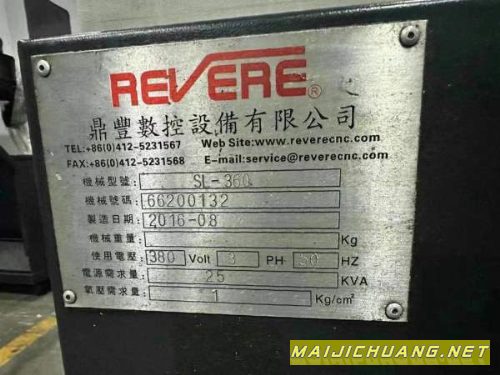 REVERE®
鼎豐數控設備有限公司
TEL:+86(0)412-5231567 Web Site:www.reverecnc.com
FAX:+86(0)412-5231568 E-mail:service@reverecnc.com
機械型號: SL-360
機械號碼: 66200132
製造日期: 2016-08
機械重量: Kg
使用電壓: 380 Volt 3 PH 50 HZ
電源需求量: 25 KVA
氣壓需求量: 1 Kg/cm²
MAIJICHUANG.NET